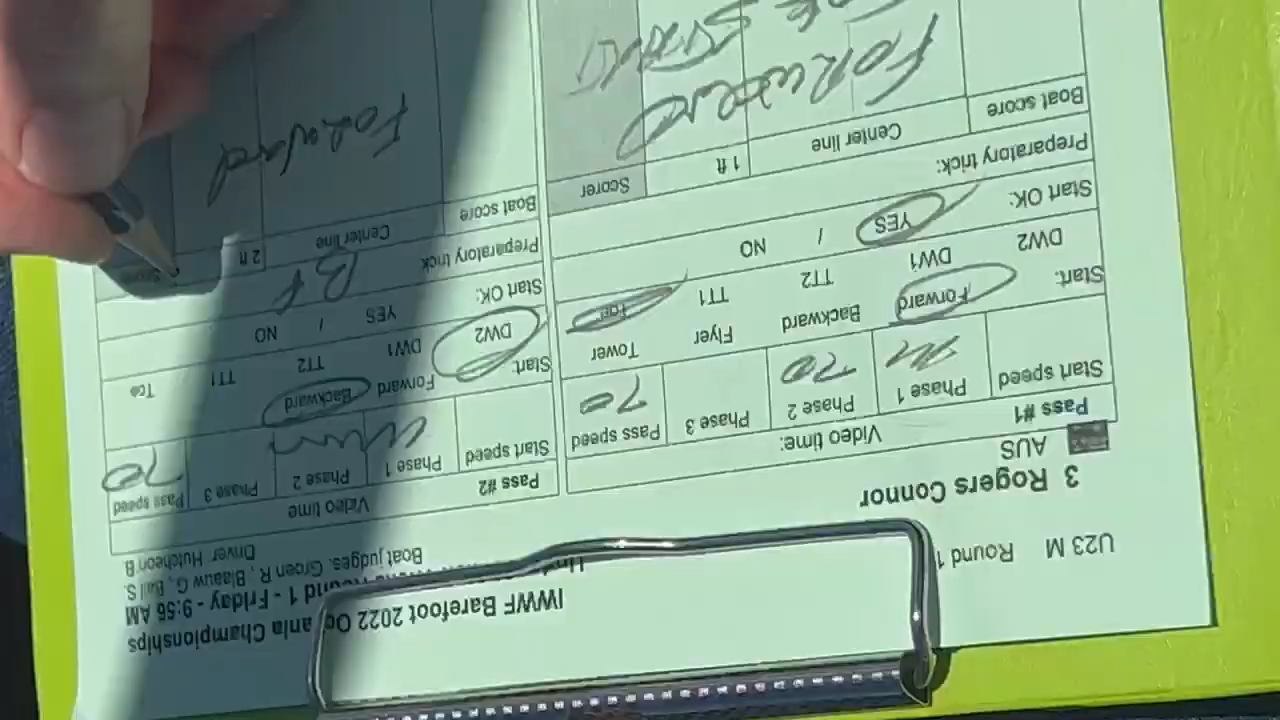 IWWF Barefoot 2022 Oceania Championships
Round 1 - Friday - 9:56 AM
U23 M Round 1
Boat judges: Groen R, Blaauw G, Ball S. Driver Hutcheon B
3 Rogers Connor
AUS
Video time:
Pass #1
Start speed Phase 1 Phase 2 Phase 3 Pass speed
70 70
Start: Forward Backward Flyer Tower
DW2 DW1 TT2 TT1 Toe
Start OK: YES / NO
Preparatory trick:
Boat score Center line 1 ft Scorer
FORWARD
Video time
Pass #2
Start speed Phase 1 Phase 2 Phase 3 Pass speed
70
Start: Forward Backward
DW2 DW1 TT2 TT1 Toe
Start OK: YES / NO
Preparatory trick BF
Boat score Center line 2 ft
Forward